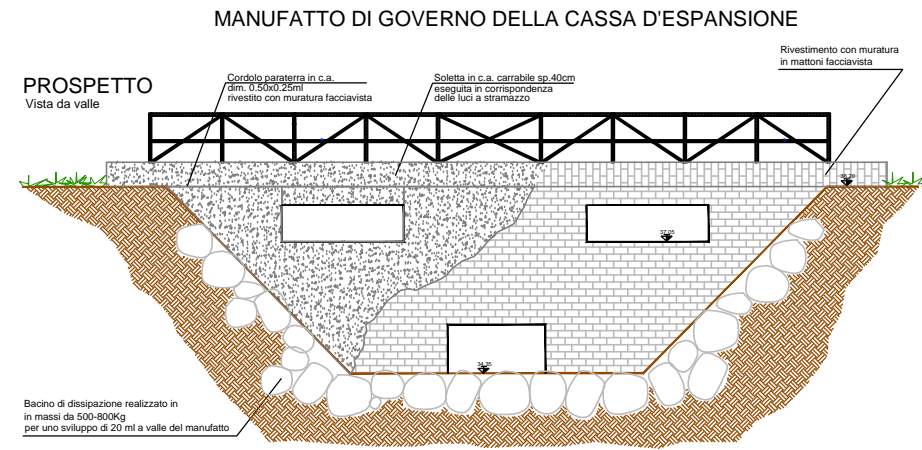 MANUFATTO DI GOVERNO DELLA CASSA D'ESPANSIONE
Rivestimento con muratura
in mattoni facciavista
PROSPETTO
Vista da valle
Cordolo paraterra in c.a.
dim. 0.50x0.25ml
rivestito con muratura facciavista
Soletta in c.a. carrabile sp.40cm
eseguita in corrispondenza
delle luci a stramazzo
38.20
37.05
34.35
Bacino di dissipazione realizzato in
in massi da 500-800Kg
per uno sviluppo di 20 ml a valle del manufatto